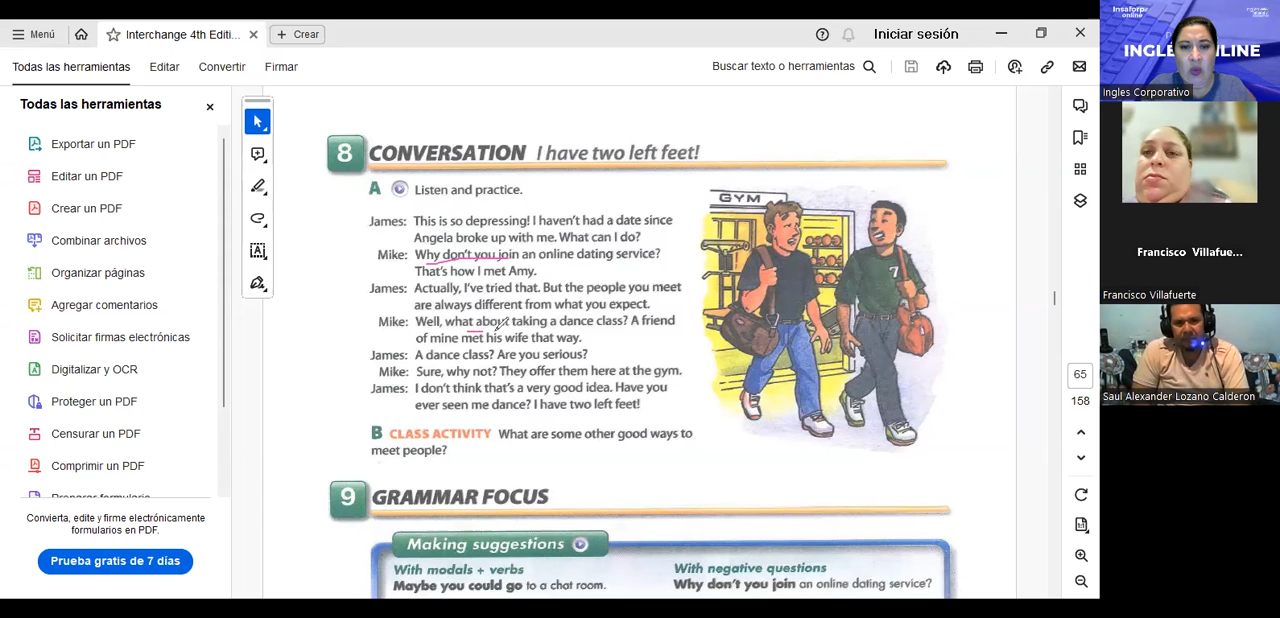 Menú
Interchange 4th Editi...
Crear
Iniciar sesión
Todas las herramientas
Editar
Convertir
Firmar
Buscar texto o herramientas
Todas las herramientas
Exportar un PDF
Editar un PDF
Crear un PDF
Combinar archivos
Organizar páginas
Agregar comentarios
Solicitar firmas electrónicas
Digitalizar y OCR
Proteger un PDF
Censurar un PDF
Comprimir un PDF
Preparar formulario
Convierta, edite y firme electrónicamente
formularios en PDF.
Prueba gratis de 7 días
8 CONVERSATION I have two left feet!
A Listen and practice.
James: This is so depressing! I haven't had a date since
Angela broke up with me. What can I do?
Mike: Why don't you join an online dating service?
That's how I met Amy.
James: Actually, I've tried that. But the people you meet
are always different from what you expect.
Mike: Well, what about taking a dance class? A friend
of mine met his wife that way.
James: A dance class? Are you serious?
Mike: Sure, why not? They offer them here at the gym.
James: I don't think that's a very good idea. Have you
ever seen me dance? I have two left feet!
GYM
7
B CLASS ACTIVITY What are some other good ways to
meet people?
9 GRAMMAR FOCUS
Making suggestions
With modals + verbs
Maybe you could go to a chat room.
With negative questions
Why don't you join an online dating service?
65
158
Insaforp
online
INGLE
NLINE
Ingles Corporativo
Francisco Villafue...
Francisco Villafuerte
Saul Alexander Lozano Calderon